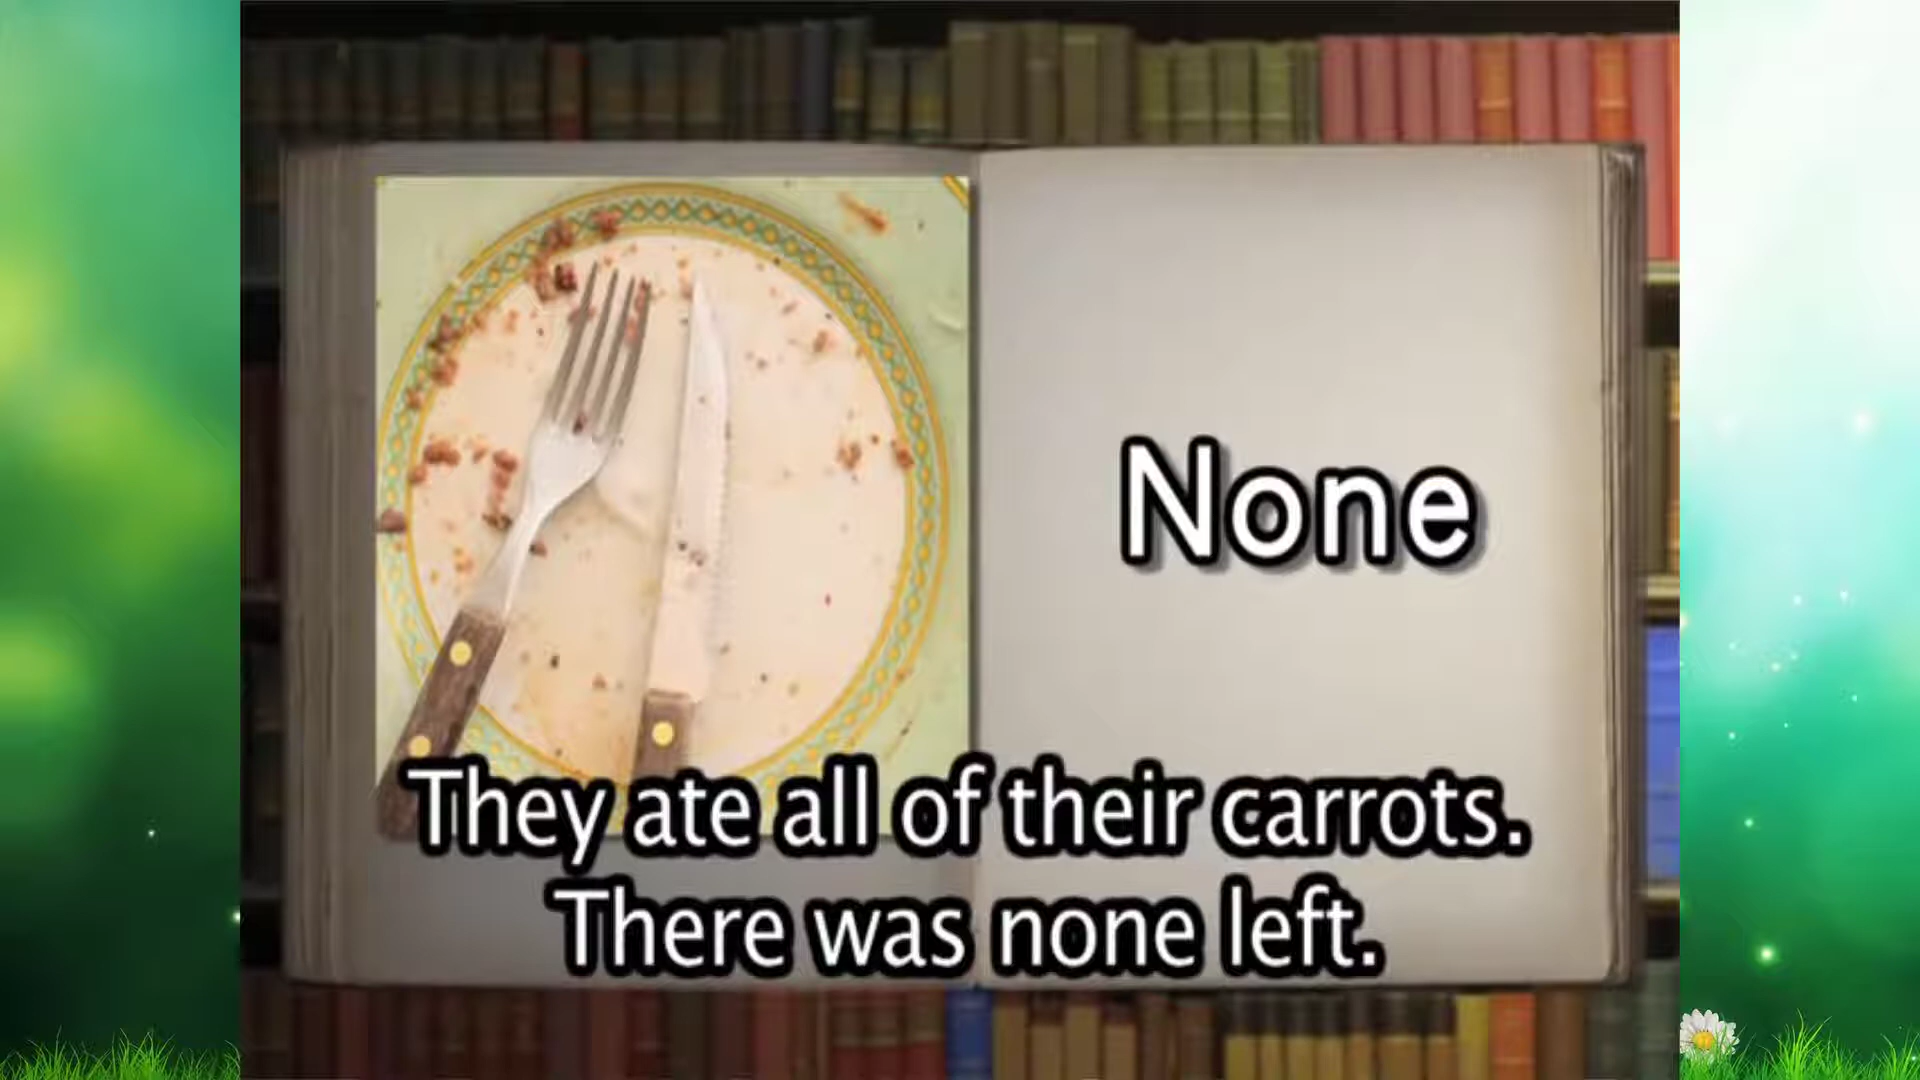 None
They ate all of their carrots.
There was none left.